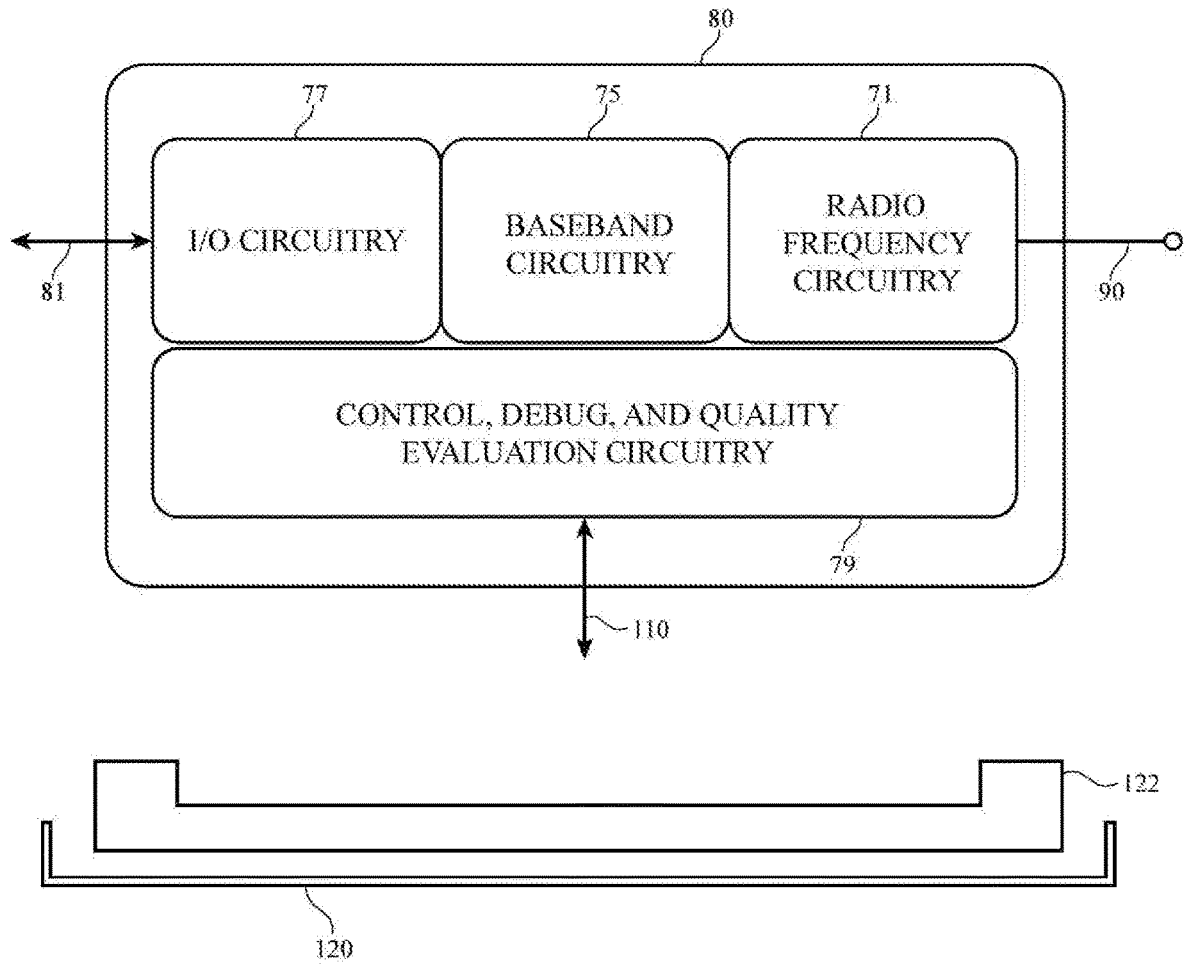 80
77
75
71
I/O CIRCUITRY
BASEBAND
CIRCUITRY
RADIO
FREQUENCY
CIRCUITRY
81
90
CONTROL, DEBUG, AND QUALITY
EVALUATION CIRCUITRY
79
110
122
120